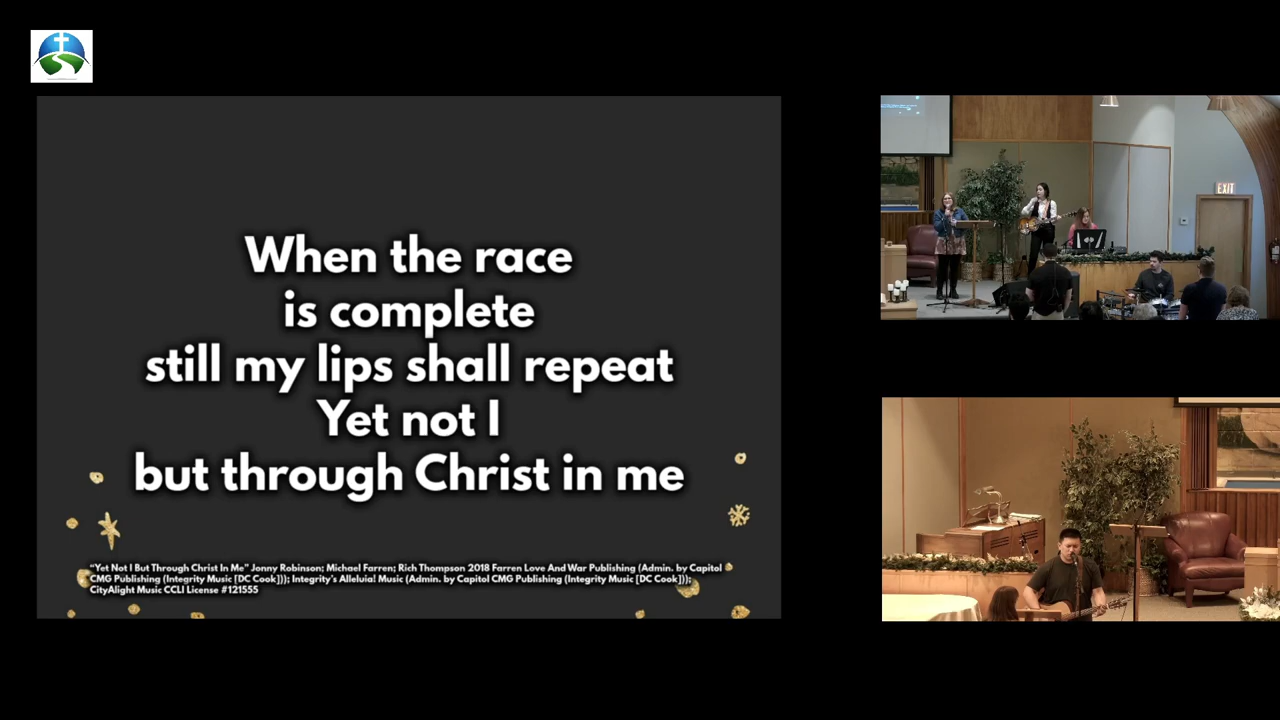 When the race
is complete
still my lips shall repeat
Yet not I
but through Christ in me
"Yet Not I But Through Christ In Me" Jonny Robinson; Michael Farren; Rich Thompson 2018 Farren Love And War Publishing (Admin. by Capitol
CMG Publishing (Integrity Music [DC Cook])); Integrity's Alleluia! Music (Admin. by Capitol CMG Publishing (Integrity Music [DC Cook]));
CityAlight Music CCLI License #121555
EXIT